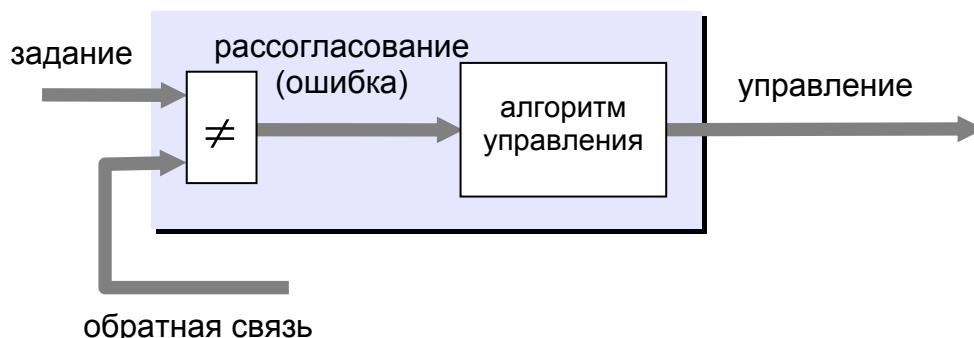 задание
рассогласование
(ошибка)
≠
алгоритм
управления
управление
обратная связь